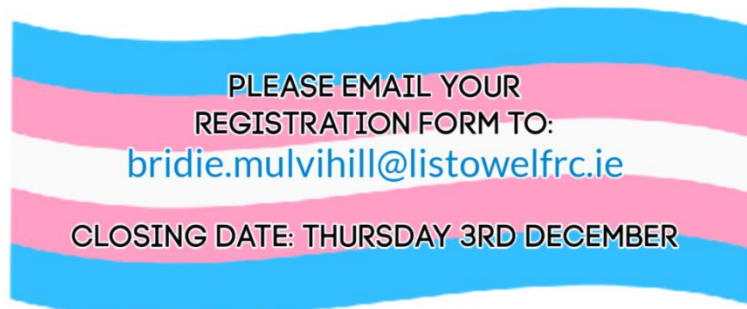 PLEASE EMAIL YOUR
REGISTRATION FORM TO:
bridie.mulvihill@listowelfrc.ie
CLOSING DATE: THURSDAY 3RD DECEMBER